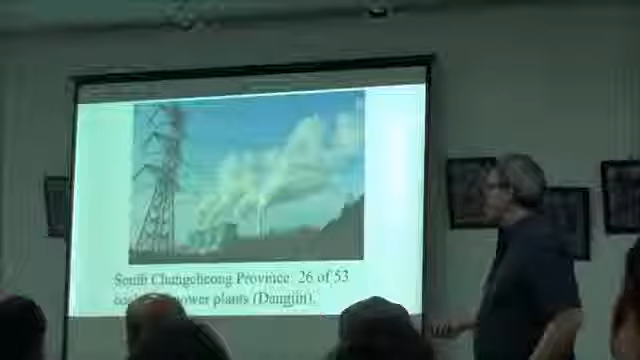 South Chungcheong Province 26 of 53
power plants (Dangjin).